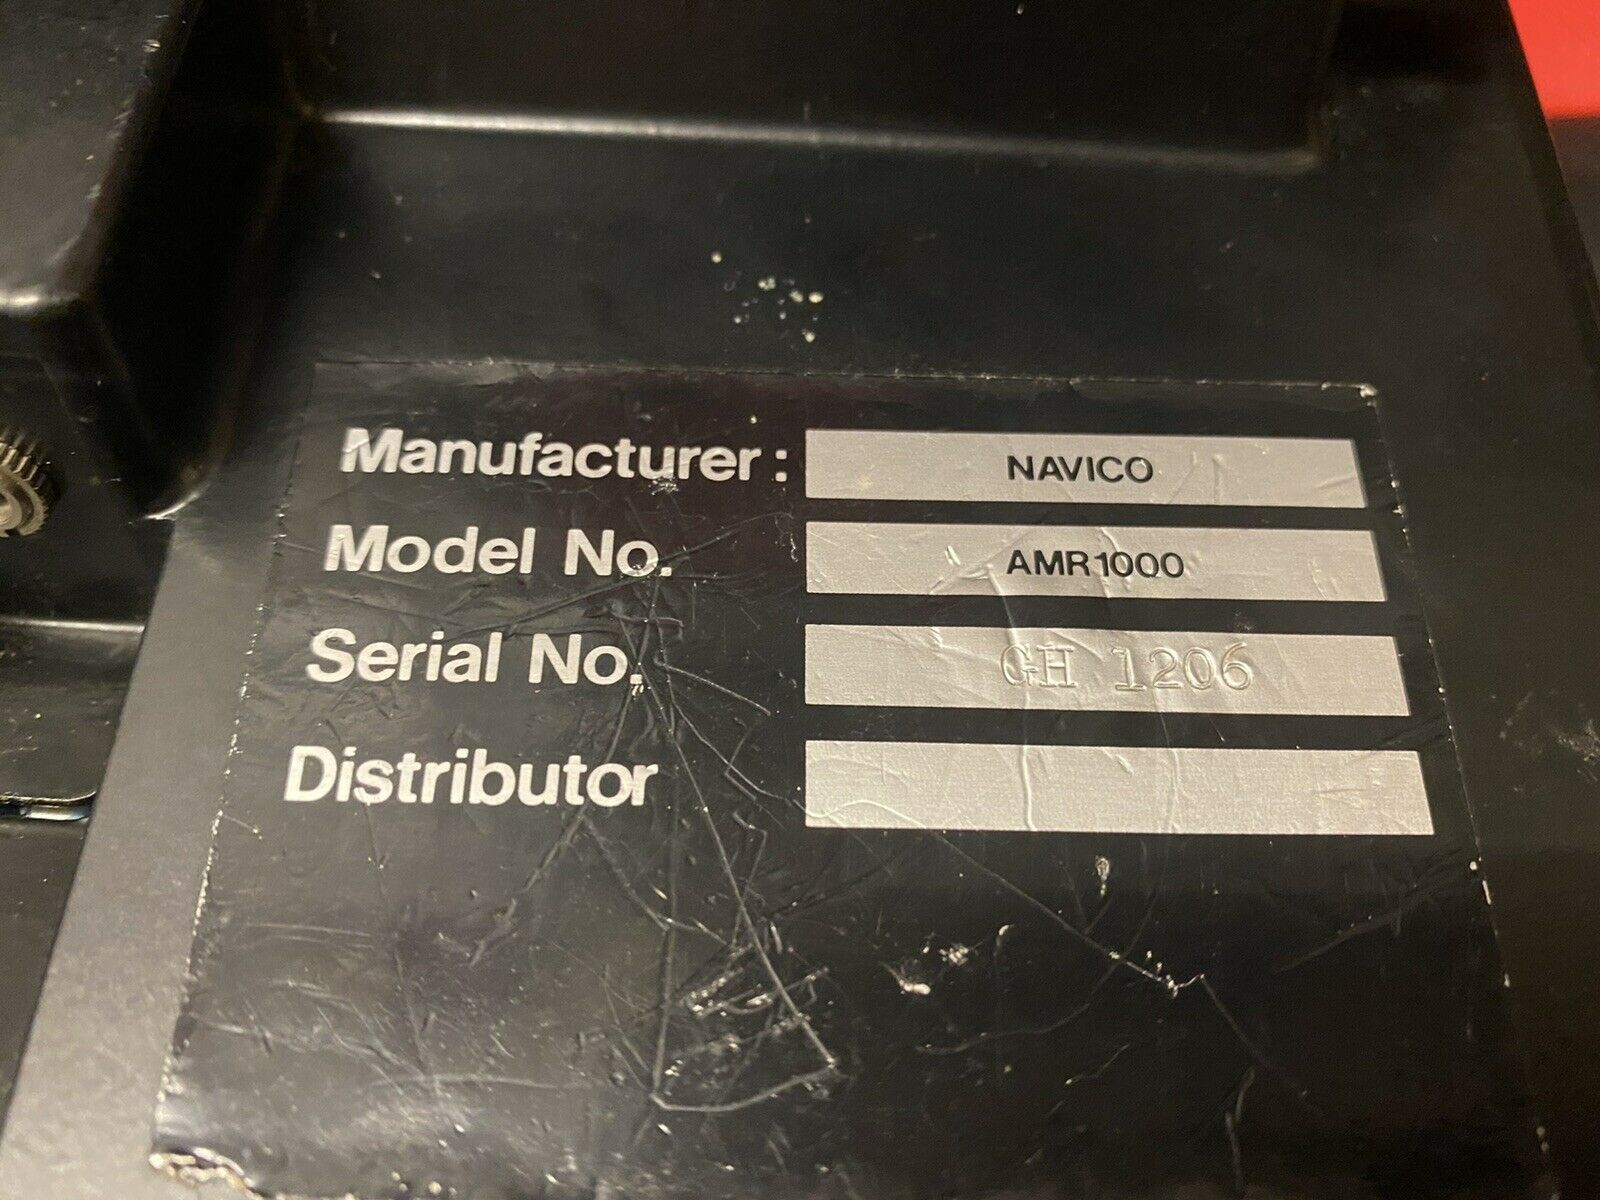 Manufacturer: NAVICO
Model No. AMR1000
Serial No. GH 1206
Distributor